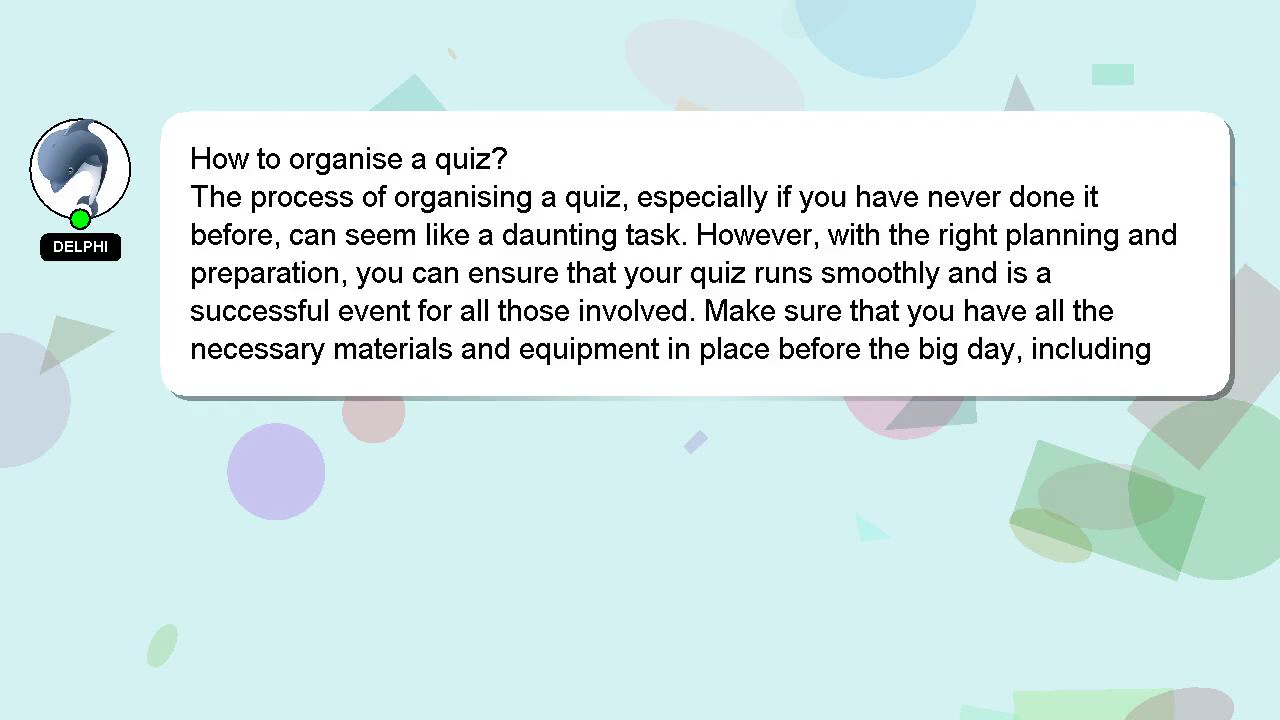 How to organise a quiz?
The process of organising a quiz, especially if you have never done it
before, can seem like a daunting task. However, with the right planning and
preparation, you can ensure that your quiz runs smoothly and is a
successful event for all those involved. Make sure that you have all the
necessary materials and equipment in place before the big day, including
DELPHI